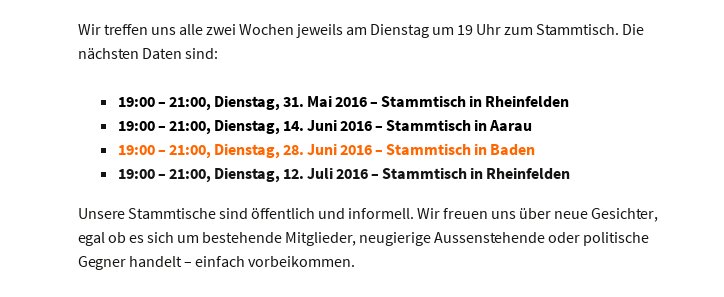 Wir treffen uns alle zwei Wochen jeweils am Dienstag um 19 Uhr zum Stammtisch. Die
nächsten Daten sind:
▪ 19:00 – 21:00, Dienstag, 31. Mai 2016 – Stammtisch in Rheinfelden
▪ 19:00 – 21:00, Dienstag, 14. Juni 2016 – Stammtisch in Aarau
▪ 19:00 – 21:00, Dienstag, 28. Juni 2016 – Stammtisch in Baden
▪ 19:00 – 21:00, Dienstag, 12. Juli 2016 – Stammtisch in Rheinfelden
Unsere Stammtische sind öffentlich und informell. Wir freuen uns über neue Gesichter,
egal ob es sich um bestehende Mitglieder, neugierige Aussenstehende oder politische
Gegner handelt – einfach vorbeikommen.